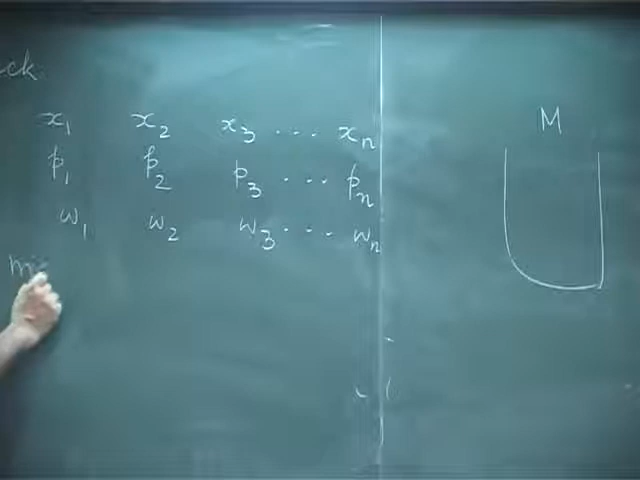 ck:
x₁ x₂ x₃ ... xₙ
p₁ p₂ p₃ ... pₙ
w₁ w₂ w₃ ... wₙ
M